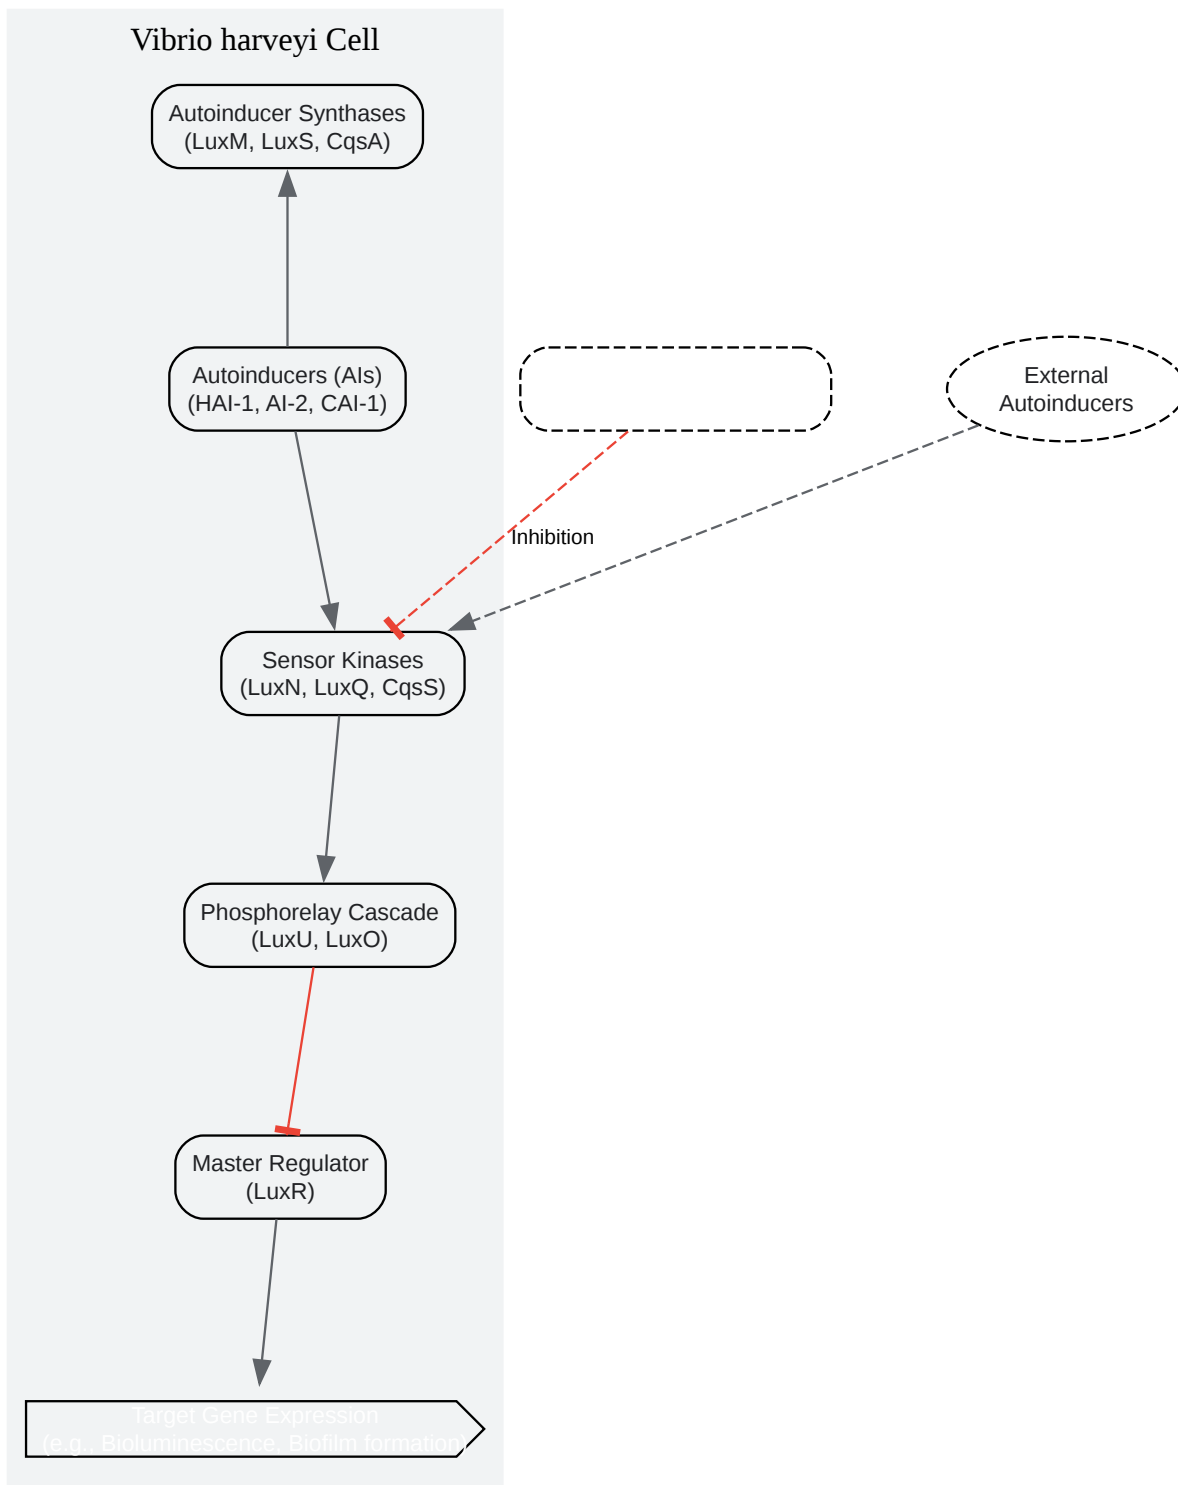 Vibrio harveyi Cell
Autoinducer Synthases
(LuxM, LuxS, CqsA)
Autoinducers (AIs)
(HAI-1, AI-2, CAI-1)
External
Autoinducers
Inhibition
Sensor Kinases
(LuxN, LuxQ, CqsS)
Phosphorelay Cascade
(LuxU, LuxO)
Master Regulator
(LuxR)
Target Gene Expression
(e.g., Bioluminescence, Biofilm formation)